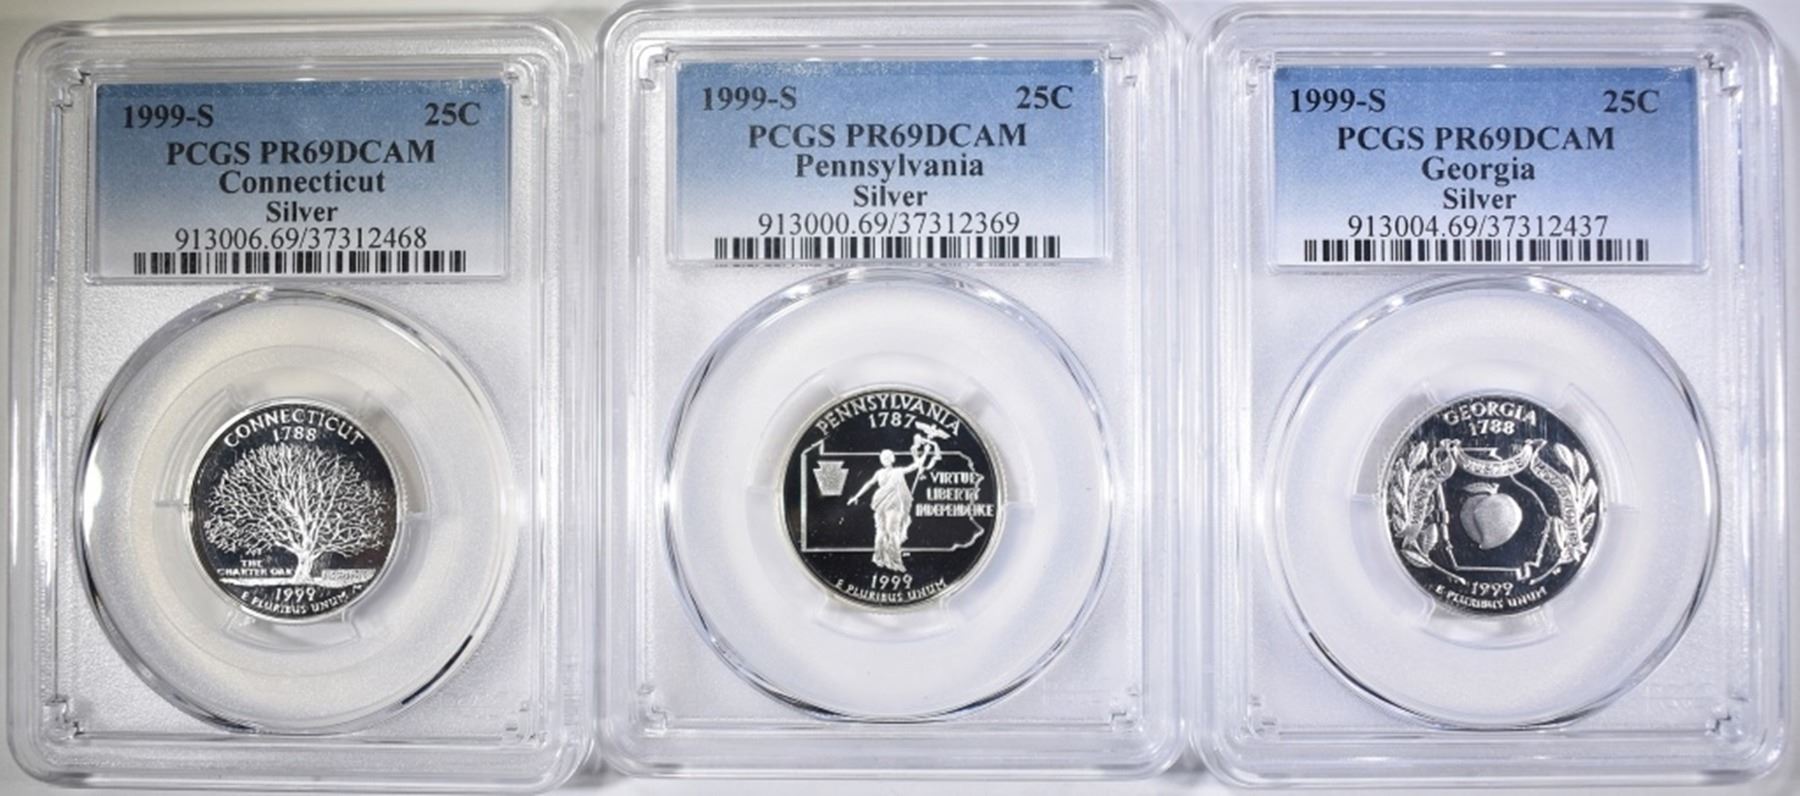 1999-S 25C
PCGS PR69DCAM
Connecticut
Silver
913006.69/37312468
CONNECTICUT
1788
THE
CHARTER OAK
1999
E PLURIBUS UNUM
1999-S 25C
PCGS PR69DCAM
Pennsylvania
Silver
913000.69/37312369
PENNSYLVANIA
1787
VIRTUE
LIBERTY
INDEPENDENCE
1999
E PLURIBUS UNUM
1999-S 25C
PCGS PR69DCAM
Georgia
Silver
913004.69/37312437
GEORGIA
1788
1999
E PLURIBUS UNUM